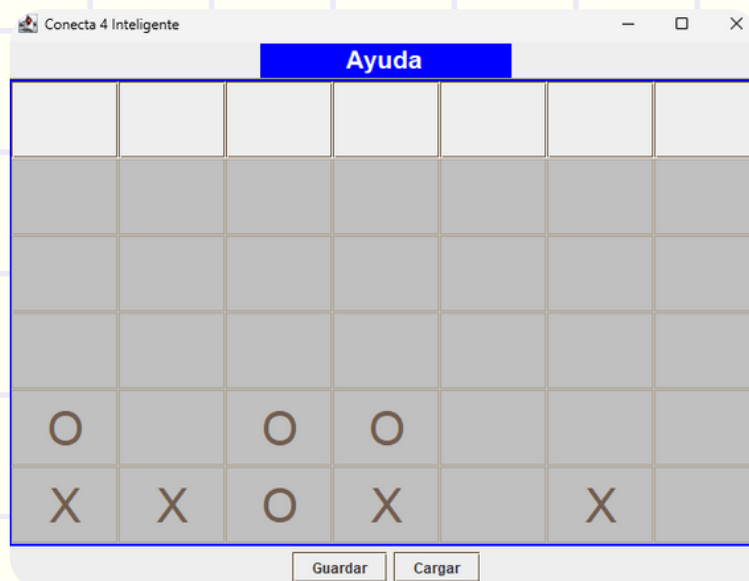 Conecta 4 Inteligente
Ayuda
O O O
X X O X X
Guardar Cargar